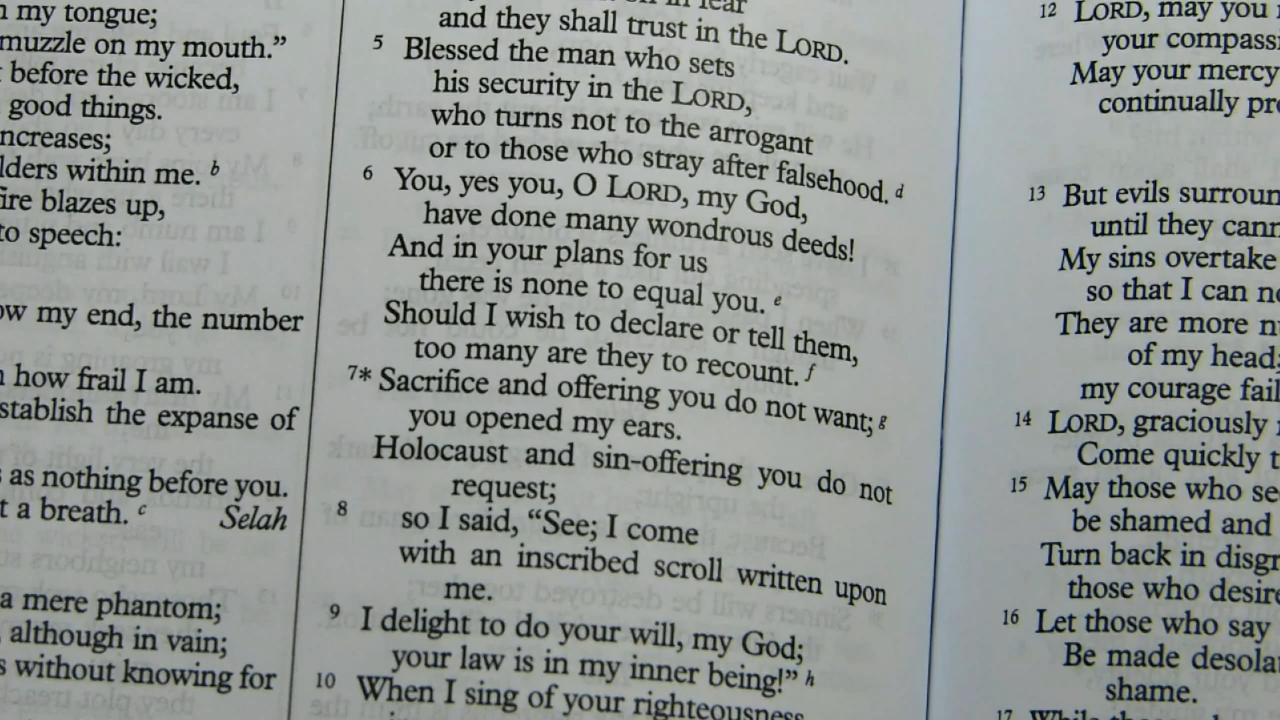 my tongue;
muzzle on my mouth.”
before the wicked,
good things.
ncreases;
lders within me. b
ire blazes up,
to speech:
ow my end, the number
how frail I am.
stablish the expanse of
as nothing before you.
t a breath. c Selah
a mere phantom;
although in vain;
s without knowing for
and they shall trust in the LORD.
5 Blessed the man who sets
his security in the LORD,
who turns not to the arrogant
or to those who stray after falsehood. d
6 You, yes you, O LORD, my God,
have done many wondrous deeds!
And in your plans for us
there is none to equal you. e
Should I wish to declare or tell them,
too many are they to recount. f
7* Sacrifice and offering you do not want; g
you opened my ears.
Holocaust and sin-offering you do not
request;
8 so I said, “See; I come
with an inscribed scroll written upon
me.
9 I delight to do your will, my God;
your law is in my inner being!” h
10 When I sing of your righteousness
12 LORD, may you
your compassi
May your mercy
continually pr
13 But evils surroun
until they cann
My sins overtake
so that I can n
They are more n
of my head;
my courage fail
14 LORD, graciously
Come quickly t
15 May those who se
be shamed and
Turn back in disgr
those who desire
16 Let those who say
Be made desola
shame.
17 While